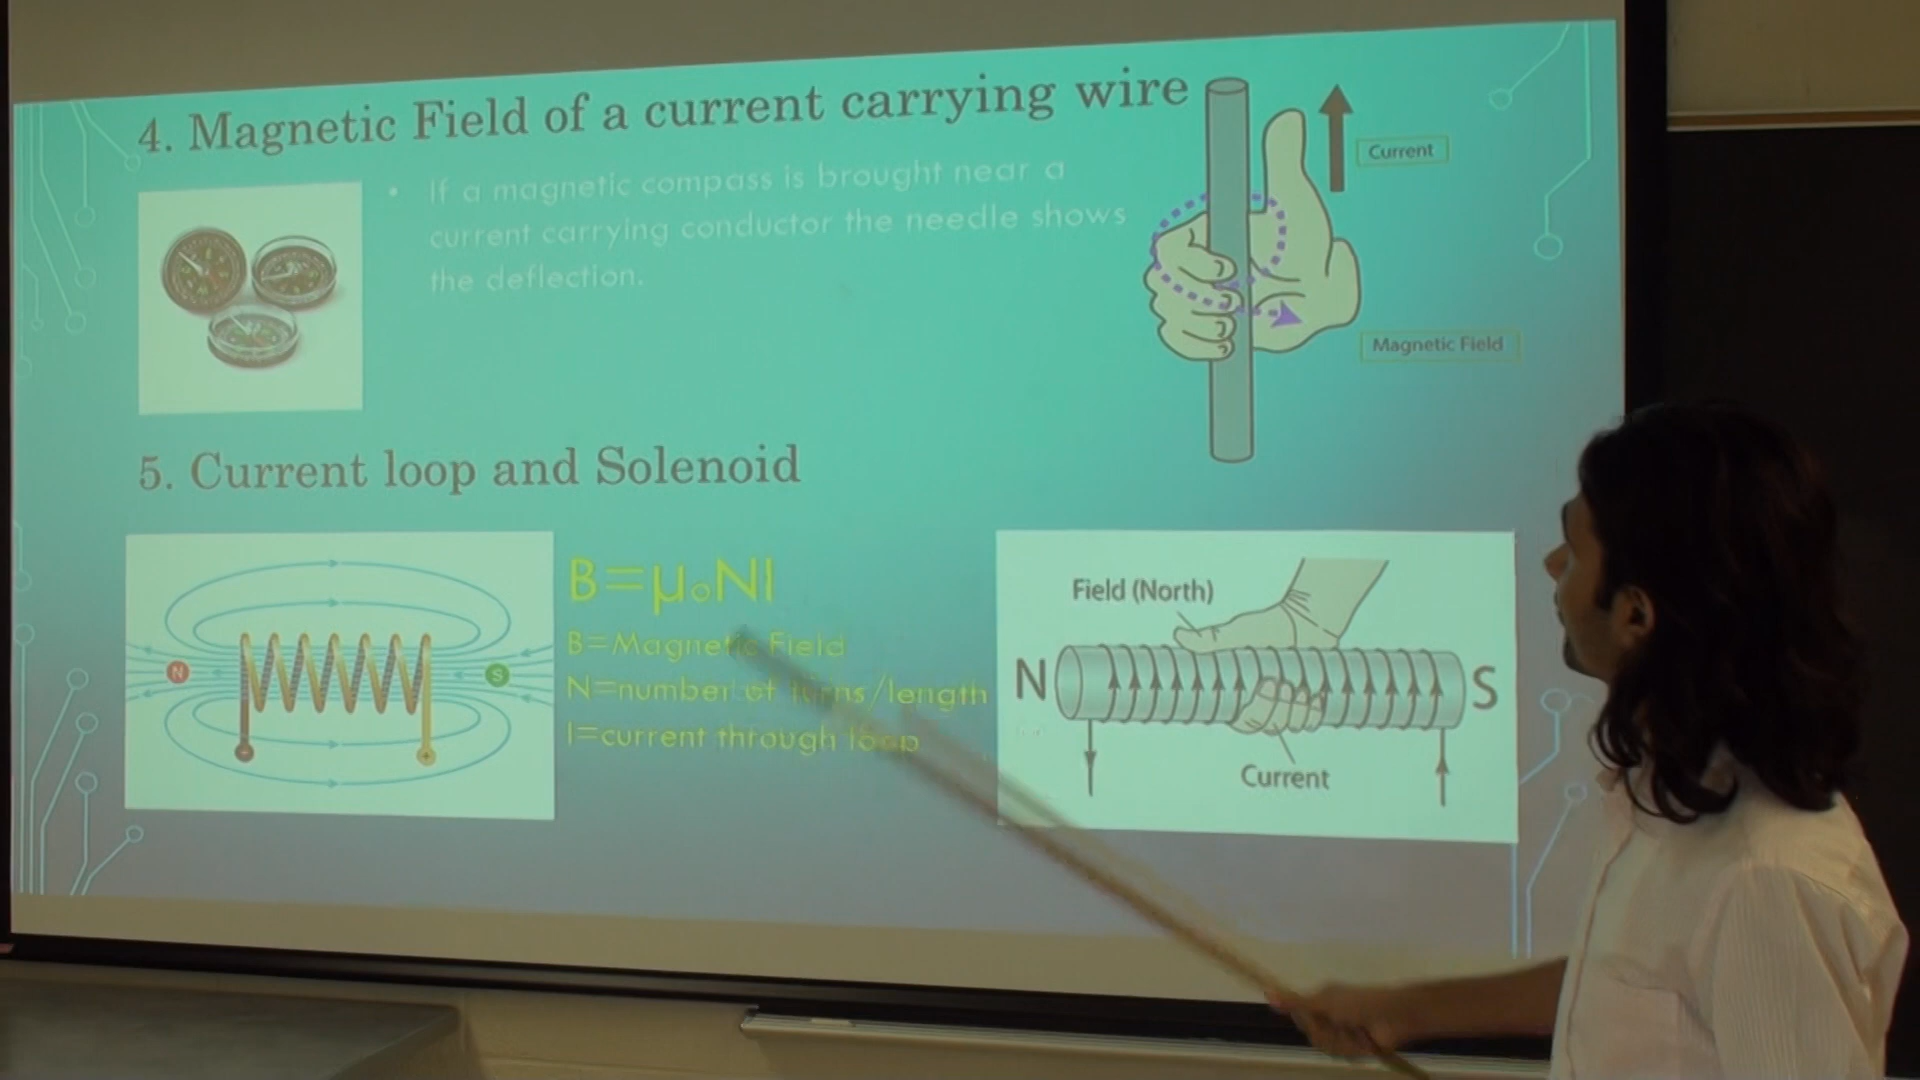 4. Magnetic Field of a current carrying wire
• If a magnetic compass is brought near a
current carrying conductor the needle shows
the deflection.
Current
Magnetic Field
5. Current loop and Solenoid
N
S
B=μ₀NI
B=Magnetic Field
N=number of turns/length
I=current through loop
Field (North)
N
S
Current